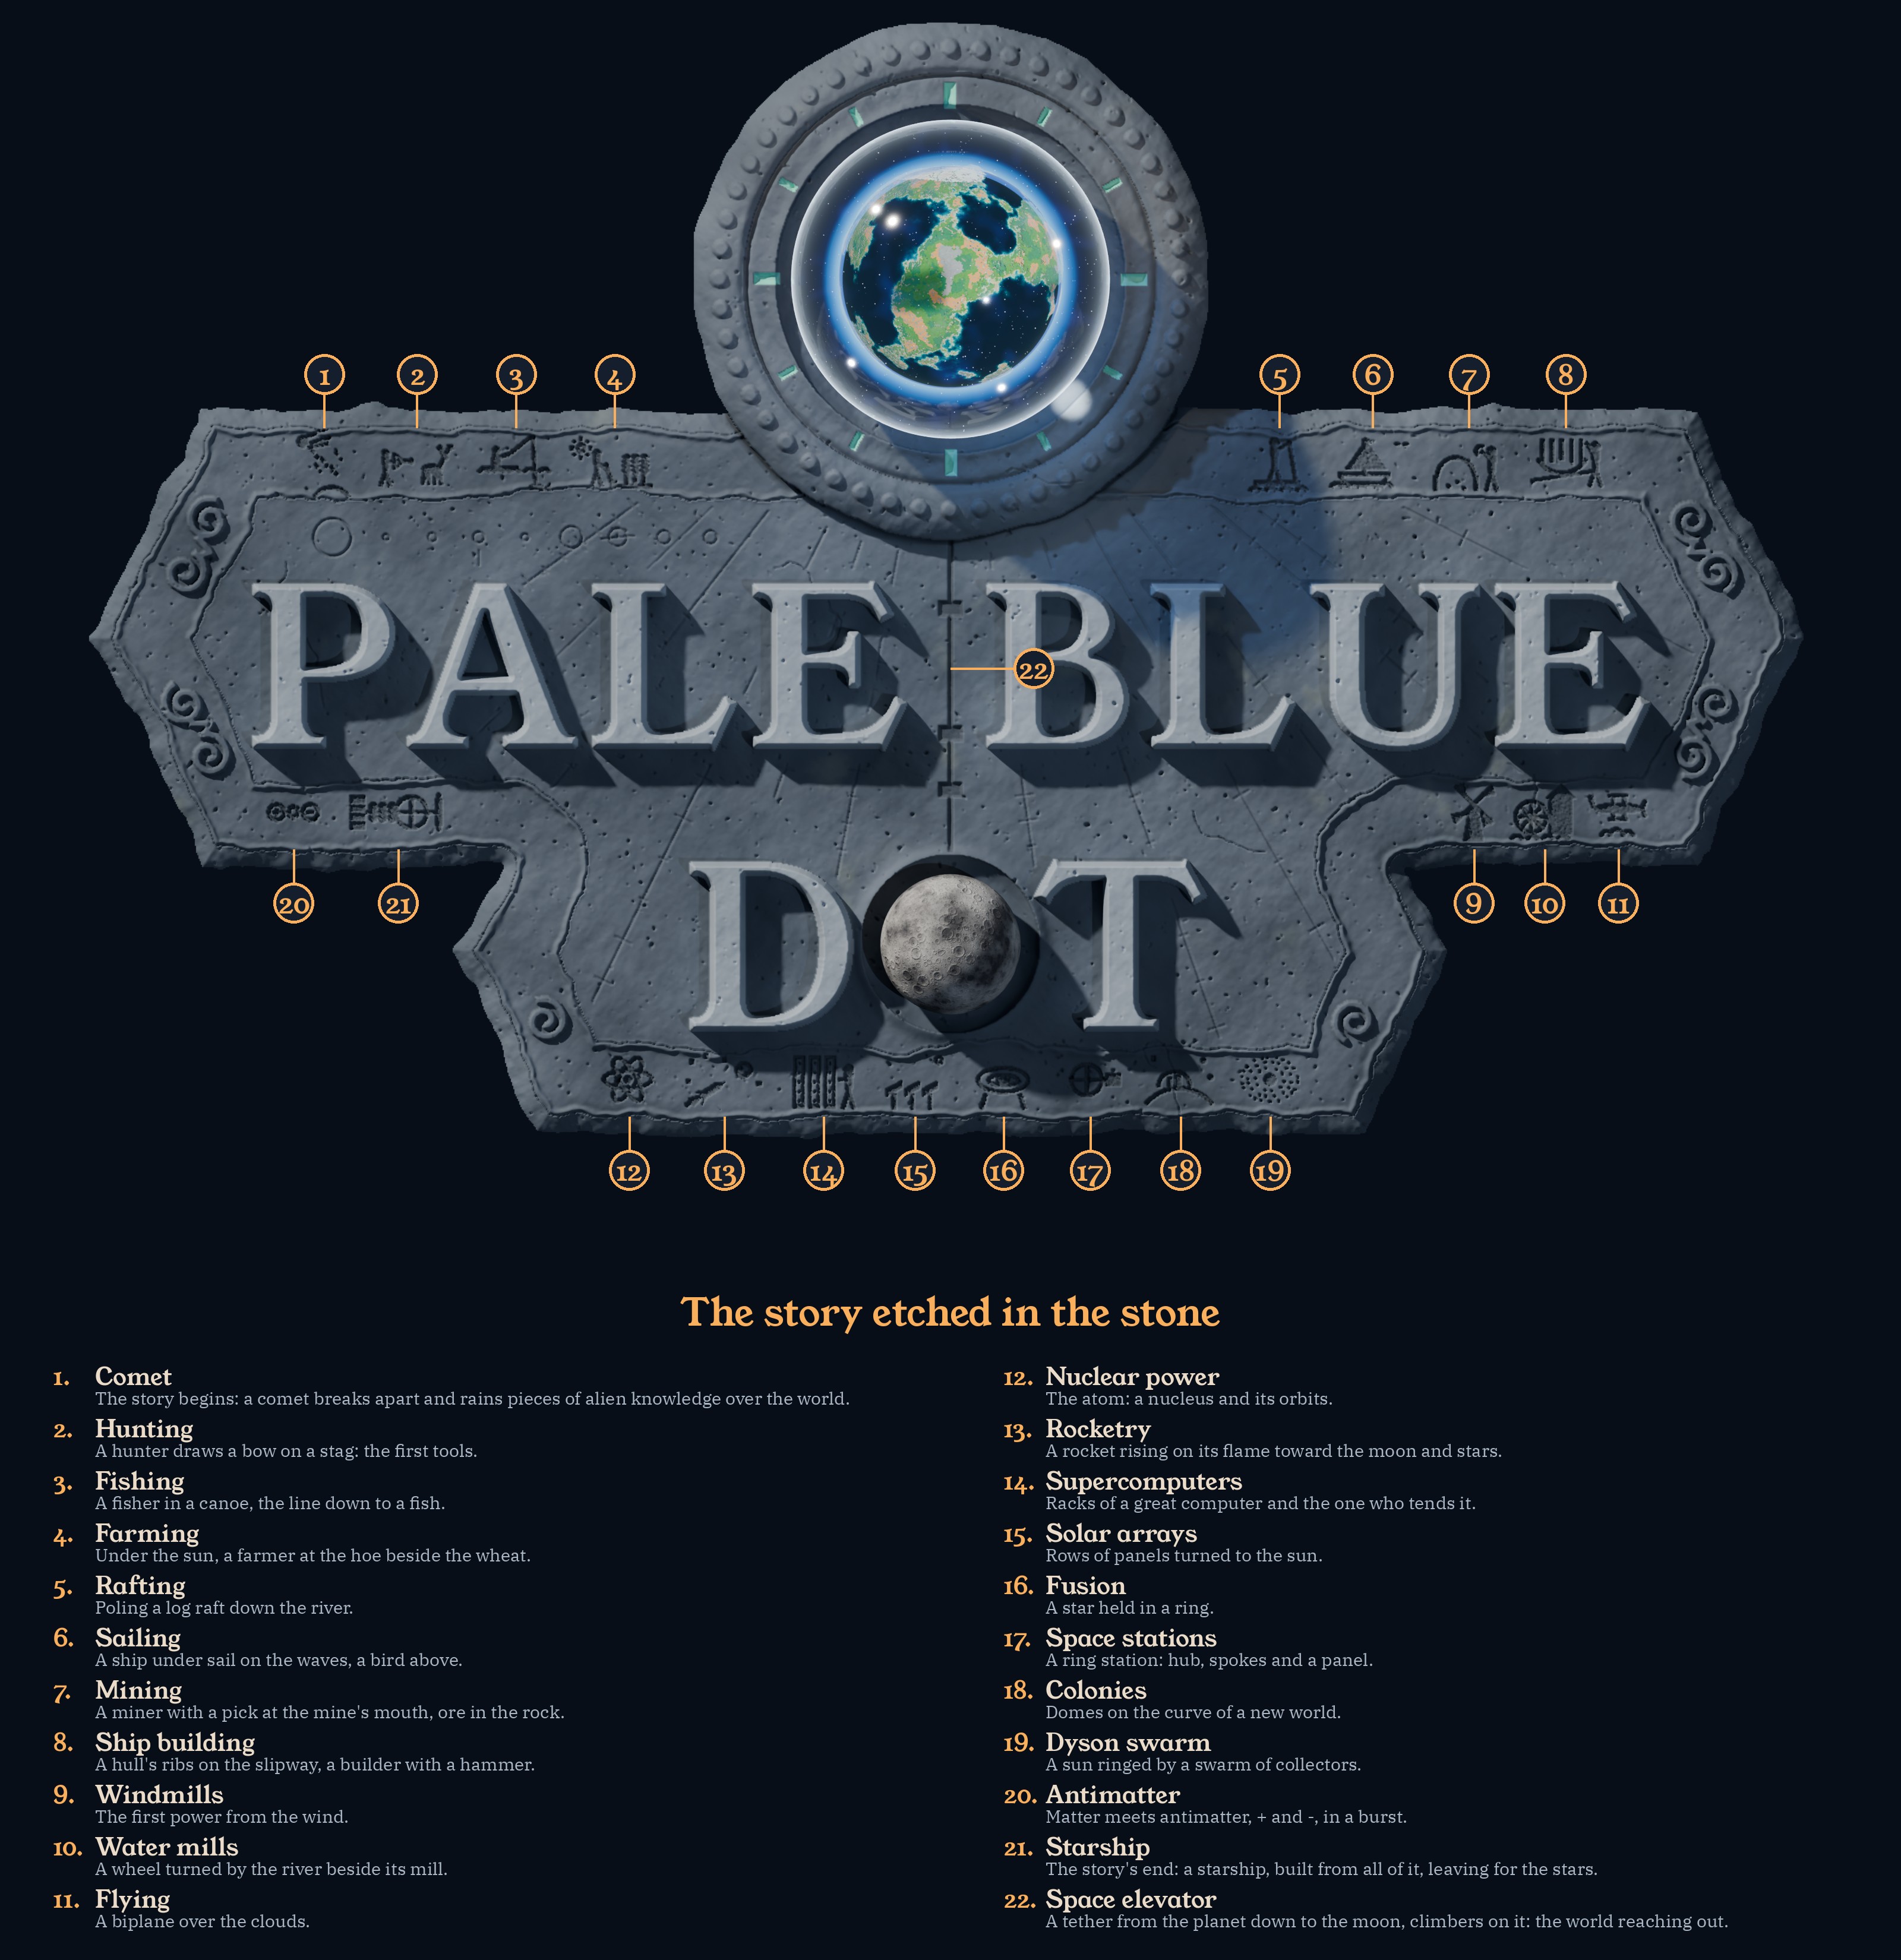 1 2 3 4 5 6 7 8
PALE BLUE
22
20 21 9 10 11
D T
12 13 14 15 16 17 18 19
The story etched in the stone
1. Comet
The story begins: a comet breaks apart and rains pieces of alien knowledge over the world.
2. Hunting
A hunter draws a bow on a stag: the first tools.
3. Fishing
A fisher in a canoe, the line down to a fish.
4. Farming
Under the sun, a farmer at the hoe beside the wheat.
5. Rafting
Poling a log raft down the river.
6. Sailing
A ship under sail on the waves, a bird above.
7. Mining
A miner with a pick at the mine's mouth, ore in the rock.
8. Ship building
A hull's ribs on the slipway, a builder with a hammer.
9. Windmills
The first power from the wind.
10. Water mills
A wheel turned by the river beside its mill.
11. Flying
A biplane over the clouds.
12. Nuclear power
The atom: a nucleus and its orbits.
13. Rocketry
A rocket rising on its flame toward the moon and stars.
14. Supercomputers
Racks of a great computer and the one who tends it.
15. Solar arrays
Rows of panels turned to the sun.
16. Fusion
A star held in a ring.
17. Space stations
A ring station: hub, spokes and a panel.
18. Colonies
Domes on the curve of a new world.
19. Dyson swarm
A sun ringed by a swarm of collectors.
20. Antimatter
Matter meets antimatter, + and -, in a burst.
21. Starship
The story's end: a starship, built from all of it, leaving for the stars.
22. Space elevator
A tether from the planet down to the moon, climbers on it: the world reaching out.